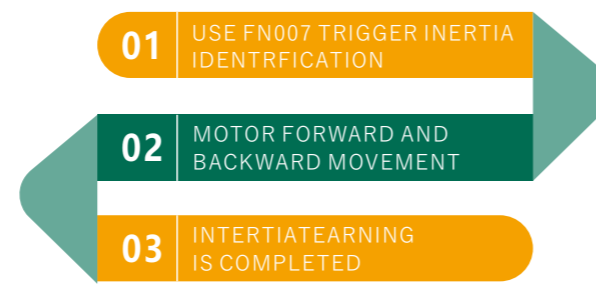 01
USE FN007 TRIGGER INERTIA
IDENTRFICATION
02
MOTOR FORWARD AND
BACKWARD MOVEMENT
03
INTERTIATEARNING
IS COMPLETED